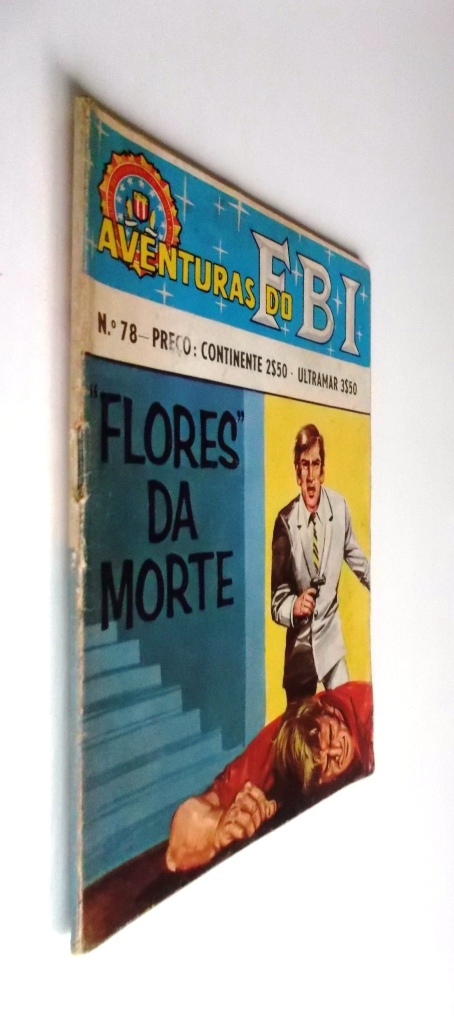 AVENTURAS DO FBI
N.º 78 - PREÇO: CONTINENTE 2$50 - ULTRAMAR 3$50
"FLORES"
DA
MORTE